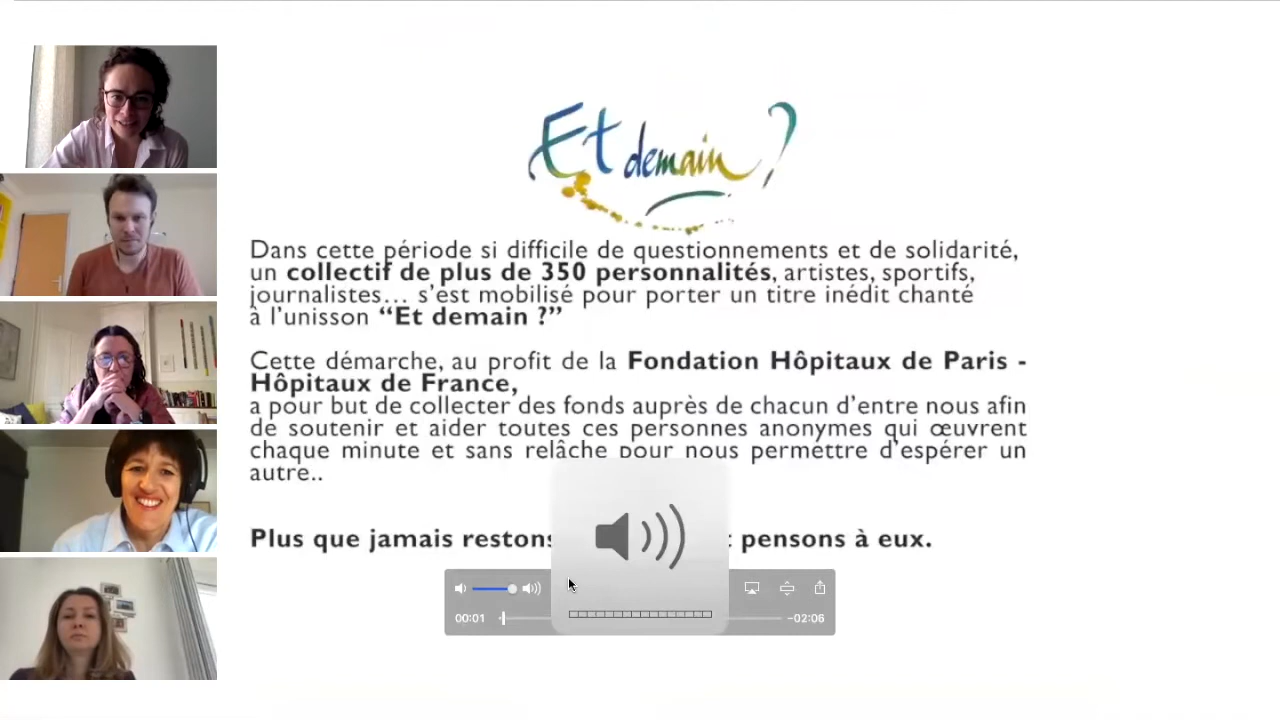 Et demain ?
Dans cette période si difficile de questionnements et de solidarité,
un collectif de plus de 350 personnalités, artistes, sportifs,
journalistes... s'est mobilisé pour porter un titre inédit chanté
à l'unisson “Et demain ?”
Cette démarche, au profit de la Fondation Hôpitaux de Paris -
Hôpitaux de France,
a pour but de collecter des fonds auprès de chacun d'entre nous afin
de soutenir et aider toutes ces personnes anonymes qui œuvrent
chaque minute et sans relâche pour nous permettre d'espérer un
autre..
Plus que jamais restons pensons à eux.
00:01 -02:06